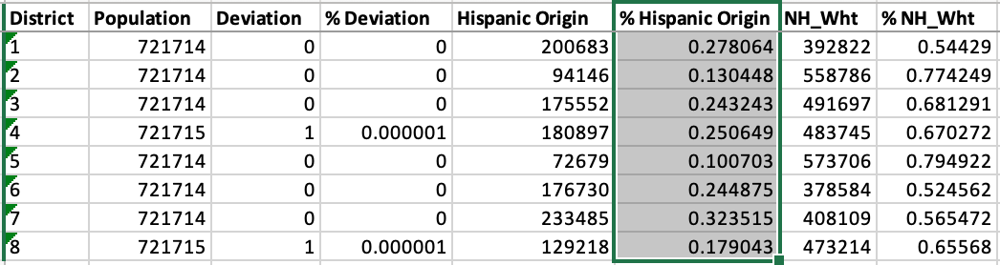 District Population Deviation % Deviation Hispanic Origin % Hispanic Origin NH_Wht % NH_Wht
1 721714 0 0 200683 0.278064 392822 0.54429
2 721714 0 0 94146 0.130448 558786 0.774249
3 721714 0 0 175552 0.243243 491697 0.681291
4 721715 1 0.000001 180897 0.250649 483745 0.670272
5 721714 0 0 72679 0.100703 573706 0.794922
6 721714 0 0 176730 0.244875 378584 0.524562
7 721714 0 0 233485 0.323515 408109 0.565472
8 721715 1 0.000001 129218 0.179043 473214 0.65568